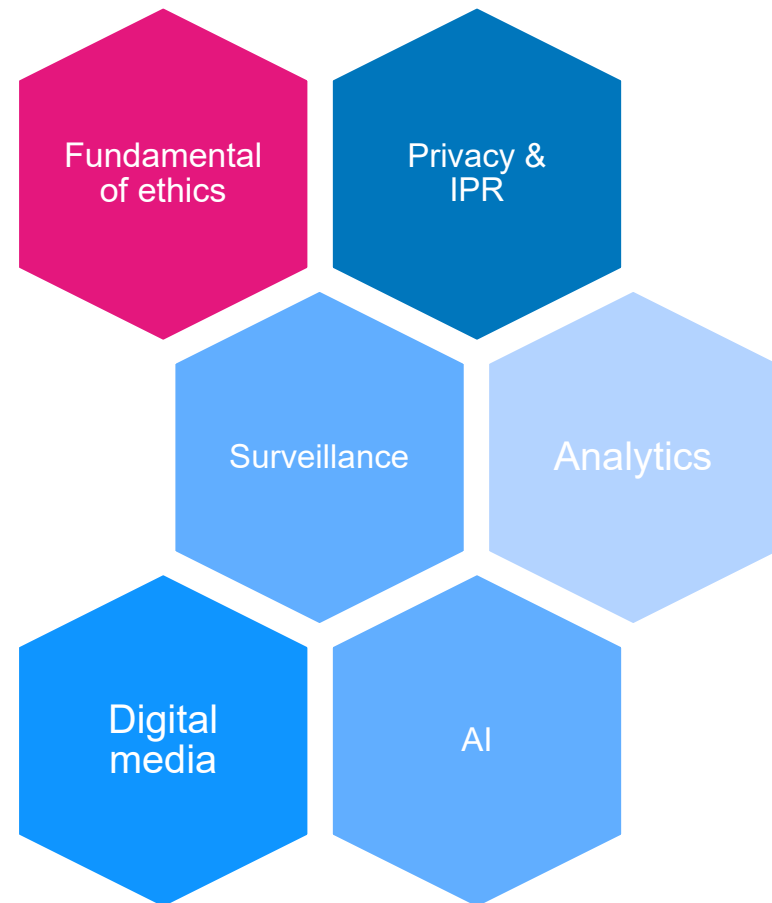 Fundamental
of ethics
Privacy &
IPR
Surveillance
Analytics
Digital
media
AI